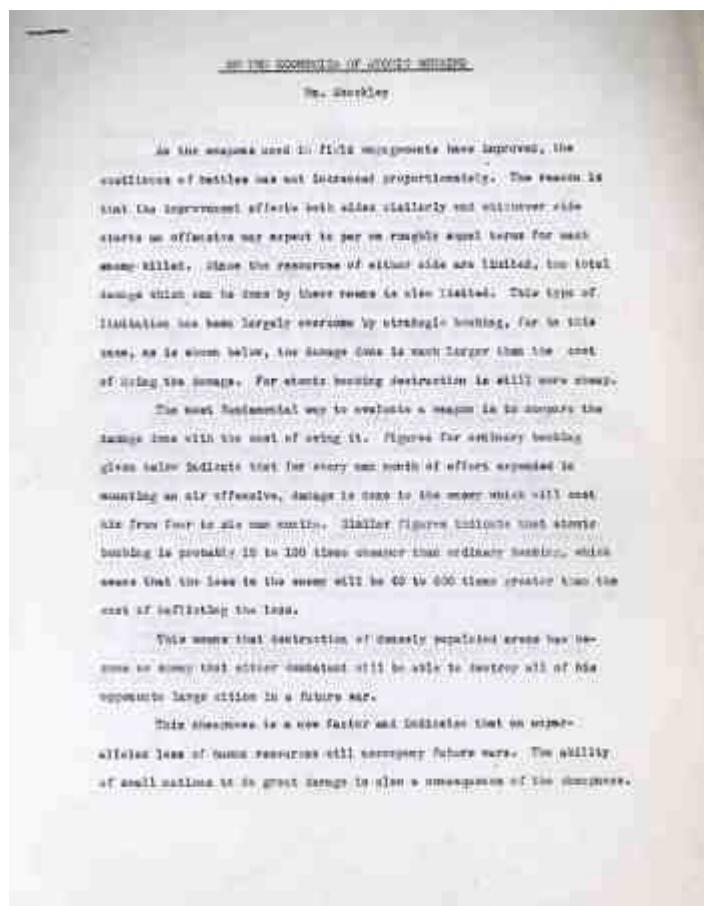 ON THE ECONOMICS OF ATOMIC BOMBING
Wm. Shockley
As the weapons used in field engagements have improved, the
costliness of battles has not increased proportionately. The reason is
that the improvement affects both sides similarly and whichever side
starts an offensive may expect to pay on roughly equal terms for each
enemy killed. Since the resources of either side are limited, the total
damage which can be done by these means is also limited. This type of
limitation has been largely overcome by strategic bombing, for in this
case, as is shown below, the damage done is much larger than the cost
of doing the damage. For atomic bombing destruction is still more cheap.
The most fundamental way to evaluate a weapon is to compare the
damage done with the cost of using it. Figures for ordinary bombing
given below indicate that for every man month of effort expended in
mounting an air offensive, damage is done to the enemy which will cost
him from four to six man months. Similar figures indicate that atomic
bombing is probably 10 to 100 times cheaper than ordinary bombing, which
means that the loss to the enemy will be 40 to 600 times greater than the
cost of inflicting the loss.
This means that destruction of densely populated areas has be-
come so cheap that either combatant will be able to destroy all of his
opponents large cities in a future war.
This cheapness is a new factor and indicates that an
loss of human resources will accompany future wars. The ability
of small nations to do great damage is also a consequence of the cheapness.